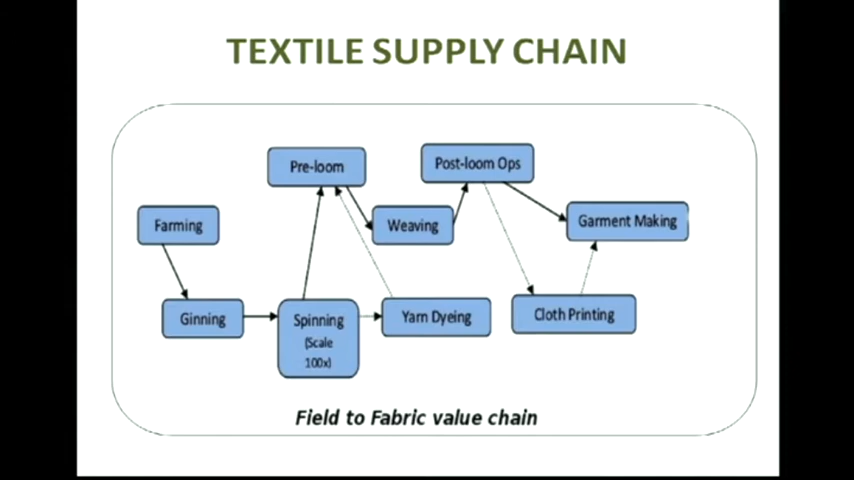 TEXTILE SUPPLY CHAIN
Pre-loom
Post-loom Ops
Farming
Weaving
Garment Making
Ginning
Spinning
(Scale
100x)
Yarn Dyeing
Cloth Printing
Field to Fabric value chain